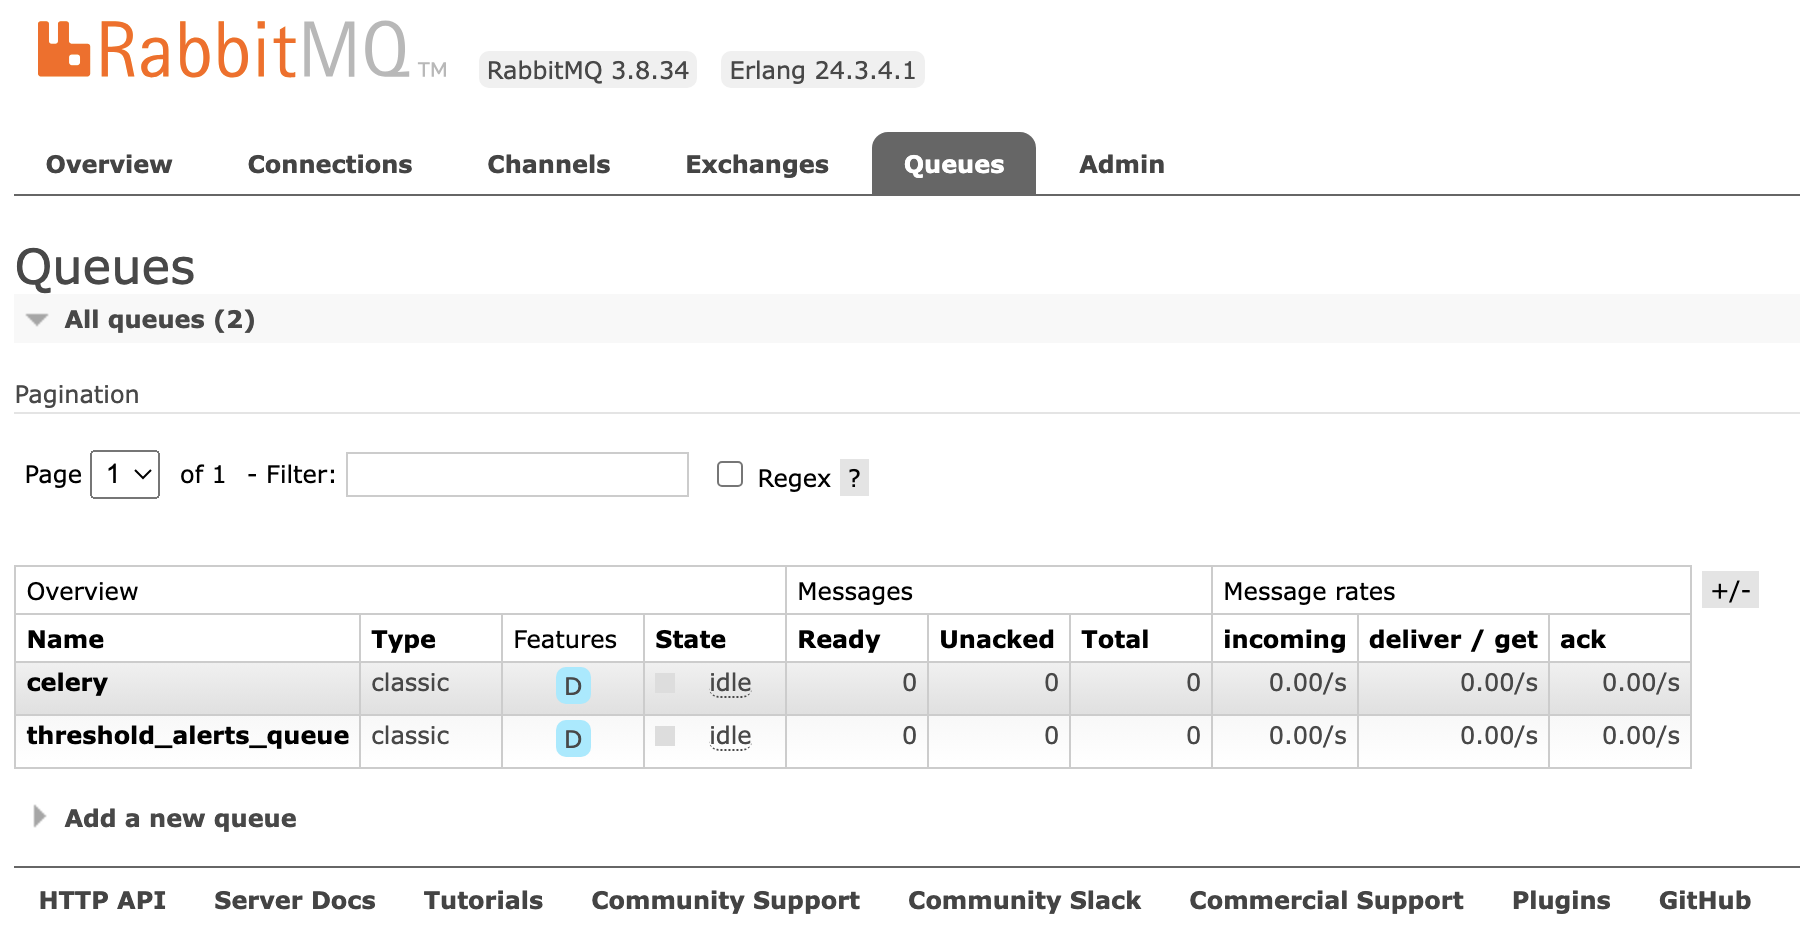 RabbitMQ TM RabbitMQ 3.8.34 Erlang 24.3.4.1
Overview Connections Channels Exchanges Queues Admin
Queues
All queues (2)
Pagination
Page 1 of 1 - Filter: Regex ?
Overview Messages Message rates +/-
Name Type Features State Ready Unacked Total incoming deliver / get ack
celery classic D idle 0 0 0 0.00/s 0.00/s 0.00/s
threshold_alerts_queue classic D idle 0 0 0 0.00/s 0.00/s 0.00/s
Add a new queue
HTTP API Server Docs Tutorials Community Support Community Slack Commercial Support Plugins GitHub